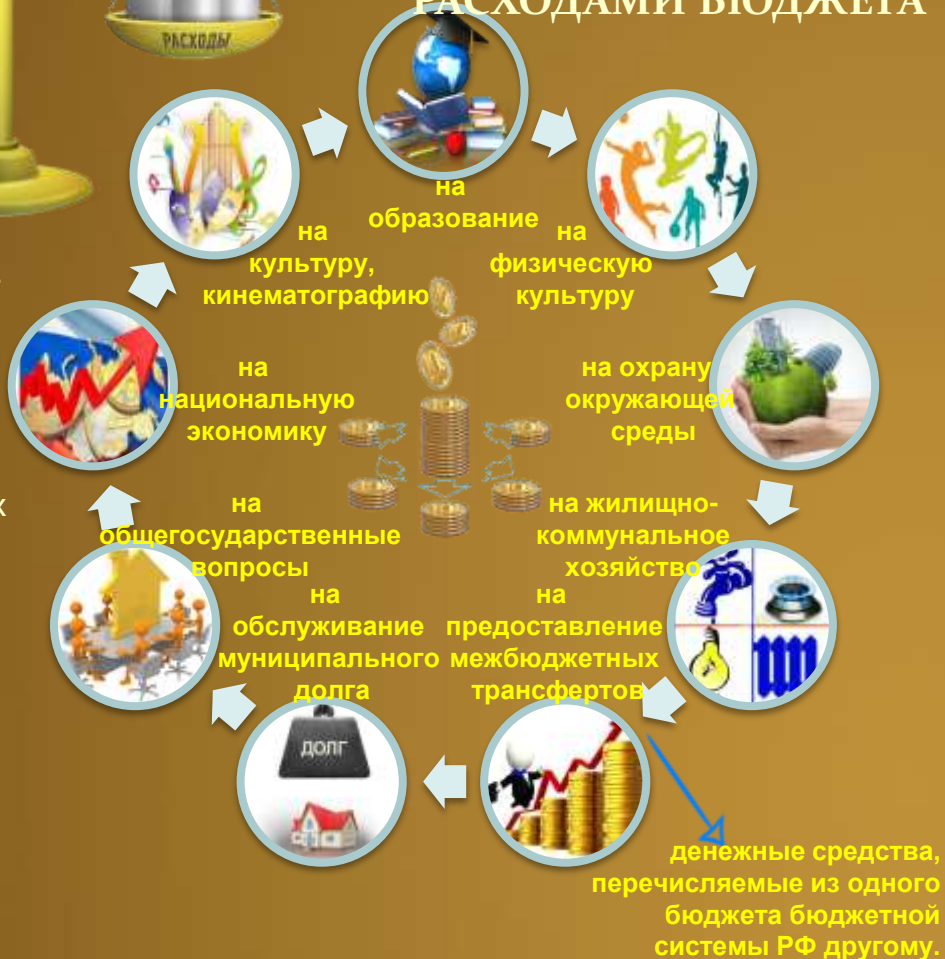 РАСХОДАМИ БЮДЖЕТА
РАСХОДЫ
на
образование
на
физическую
культуру
на охрану
окружающей
среды
на жилищно-
коммунальное
хозяйство
на
предоставление
межбюджетных
трансфертов
денежные средства,
перечисляемые из одного
бюджета бюджетной
системы РФ другому.
на
обслуживание
муниципального
долга
ДОЛГ
на
общегосударственные
вопросы
на
национальную
экономику
на
культуру,
кинематографию
х